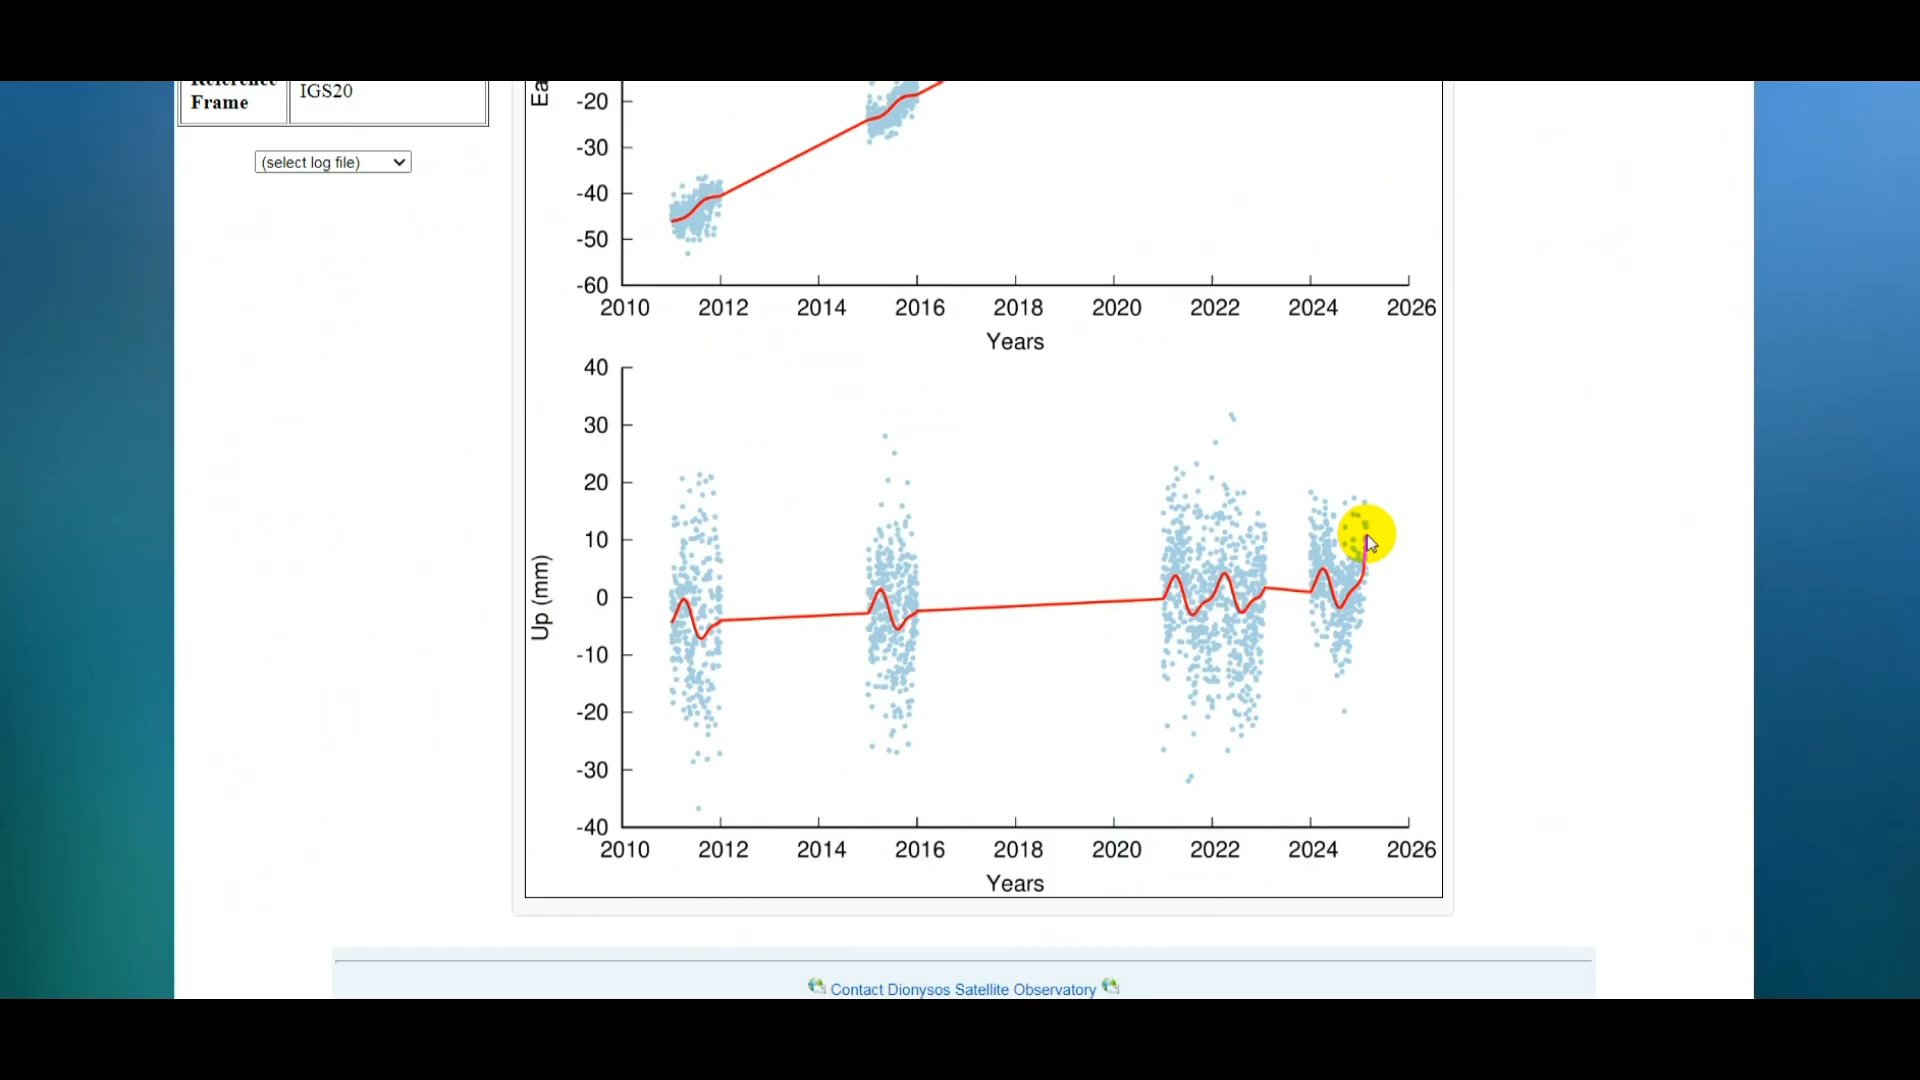 Reference
Frame
IGS20
(select log file)
Ea
-20
-30
-40
-50
-60
2010 2012 2014 2016 2018 2020 2022 2024 2026
Years
Up (mm)
40
30
20
10
0
-10
-20
-30
-40
2010 2012 2014 2016 2018 2020 2022 2024 2026
Years
Contact Dionysos Satellite Observatory